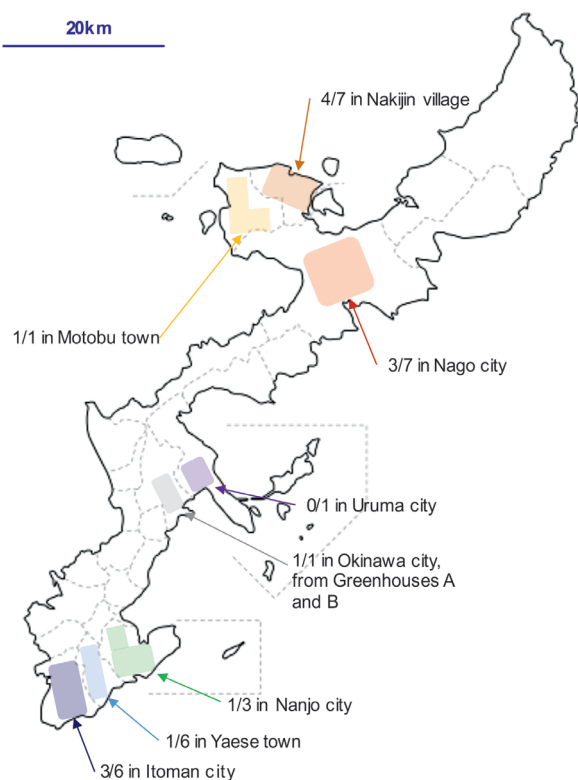 20km
4/7 in Nakijin village
1/1 in Motobu town
3/7 in Nago city
0/1 in Uruma city
1/1 in Okinawa city,
from Greenhouses A
and B
1/3 in Nanjo city
1/6 in Yaese town
3/6 in Itoman city